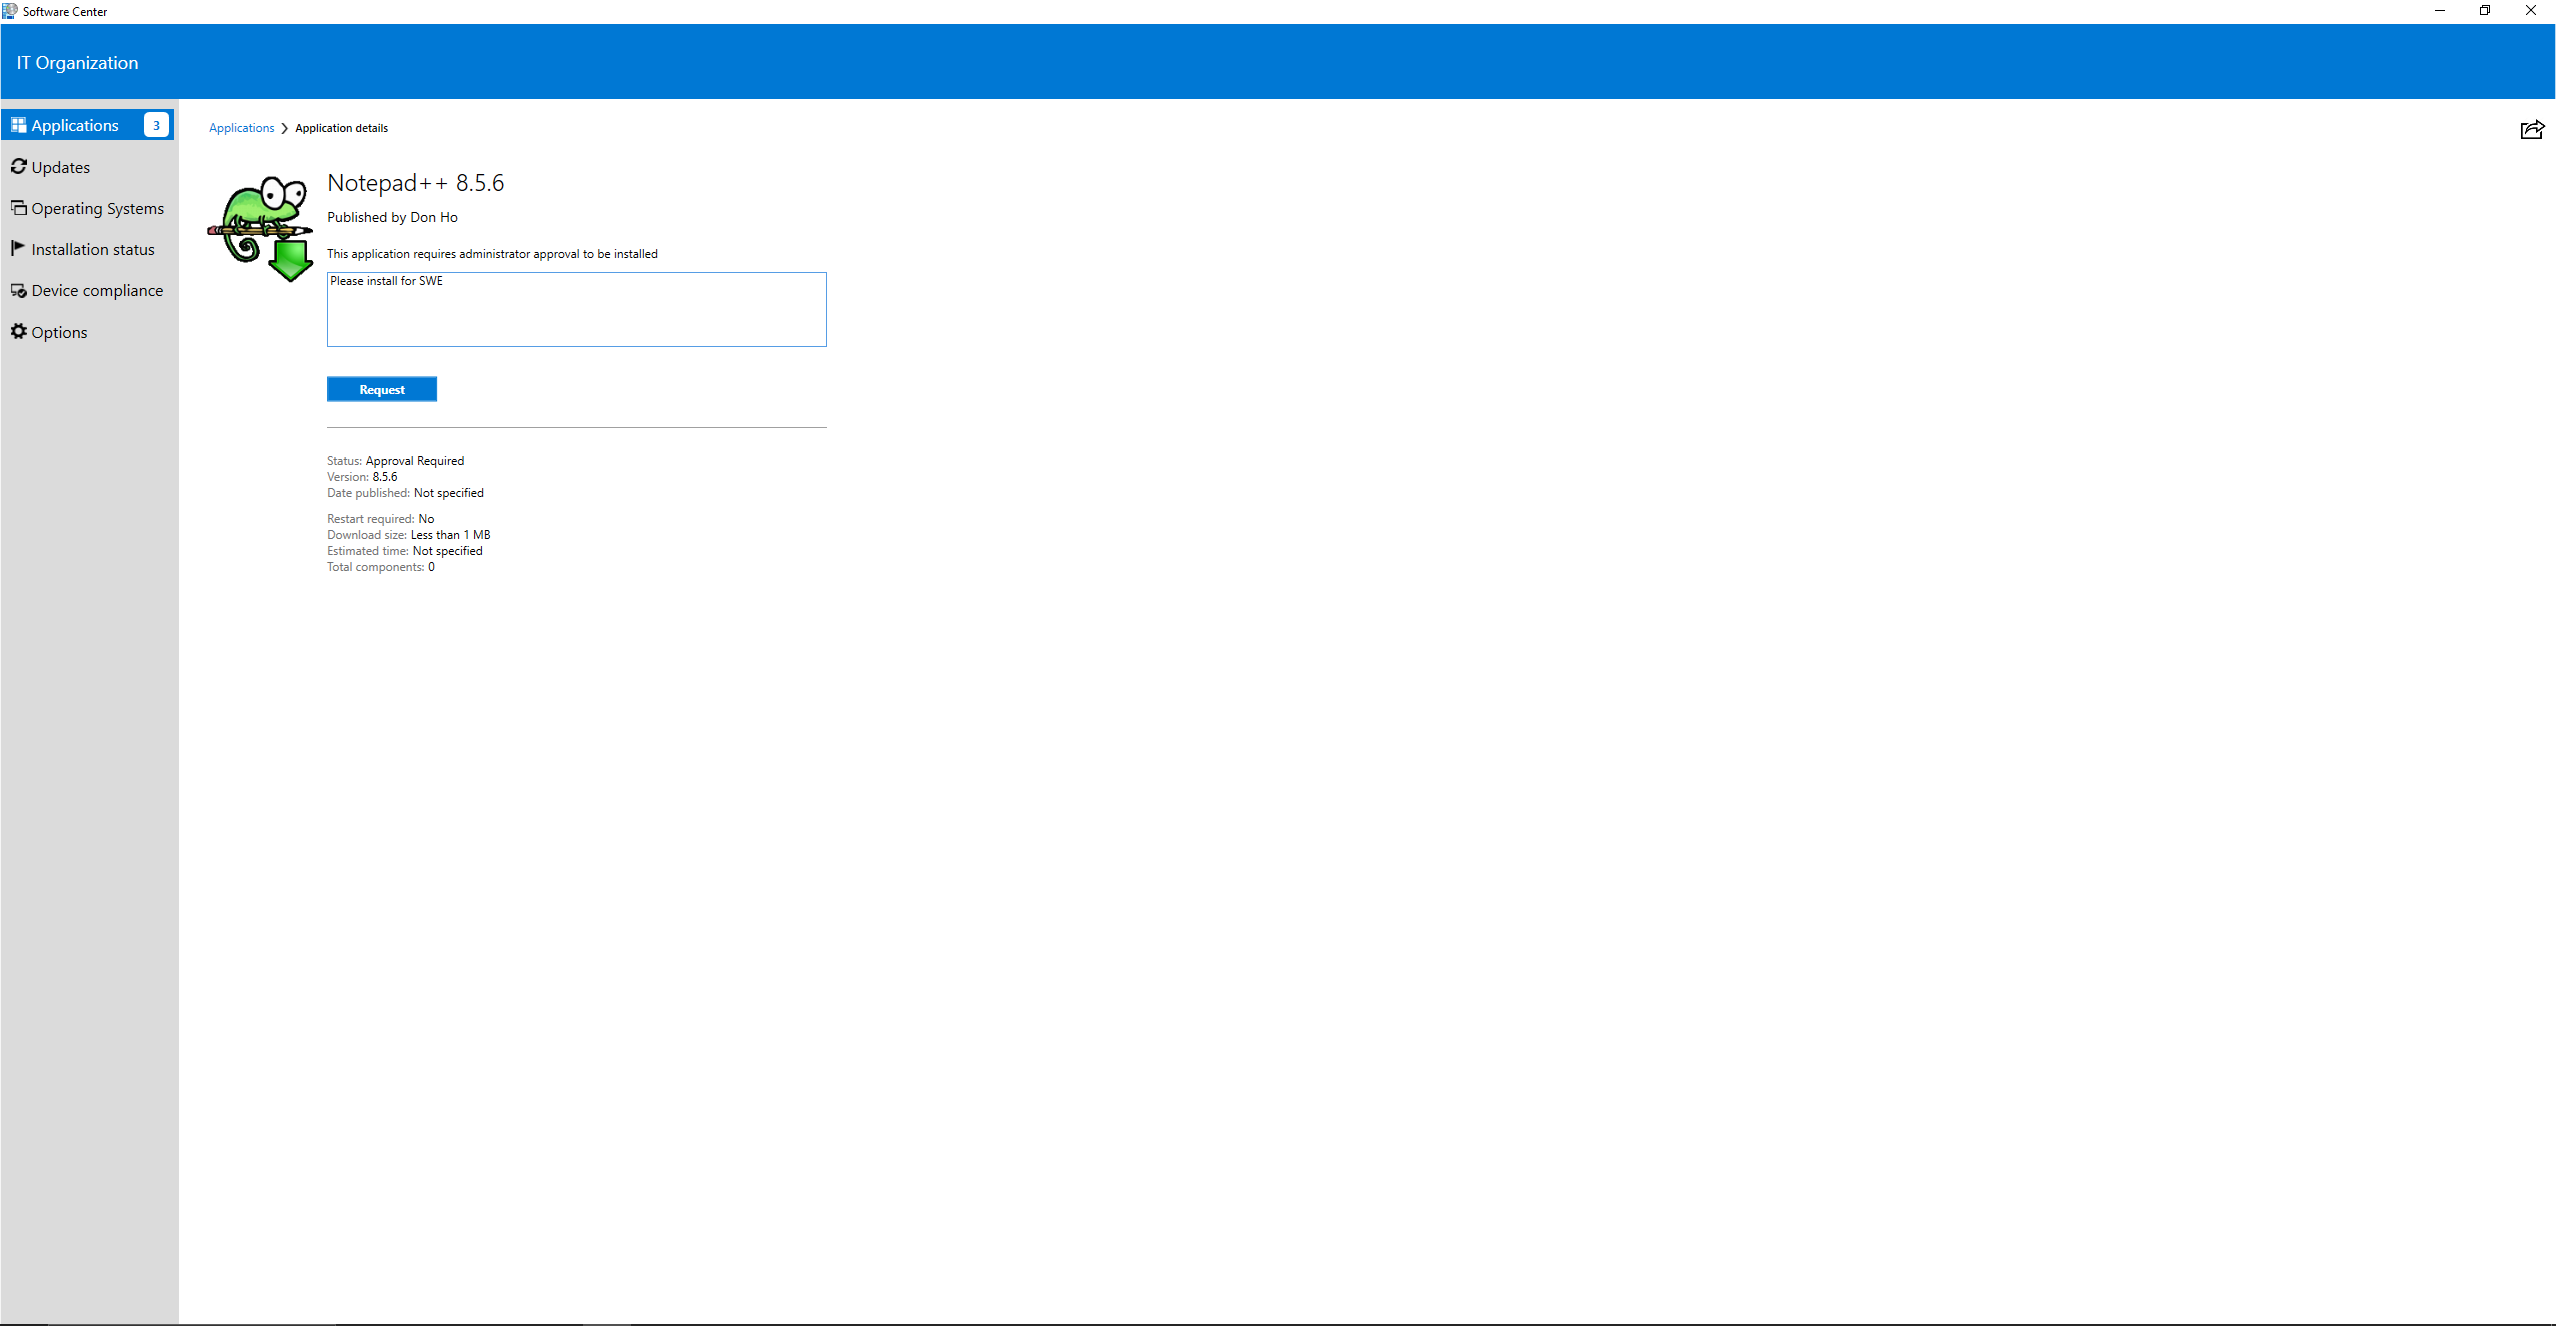 Software Center
IT Organization
Applications 3
Updates
Operating Systems
Installation status
Device compliance
Options
Applications > Application details
Notepad++ 8.5.6
Published by Don Ho
This application requires administrator approval to be installed
Please install for SWE
Request
Status: Approval Required
Version: 8.5.6
Date published: Not specified
Restart required: No
Download size: Less than 1 MB
Estimated time: Not specified
Total components: 0